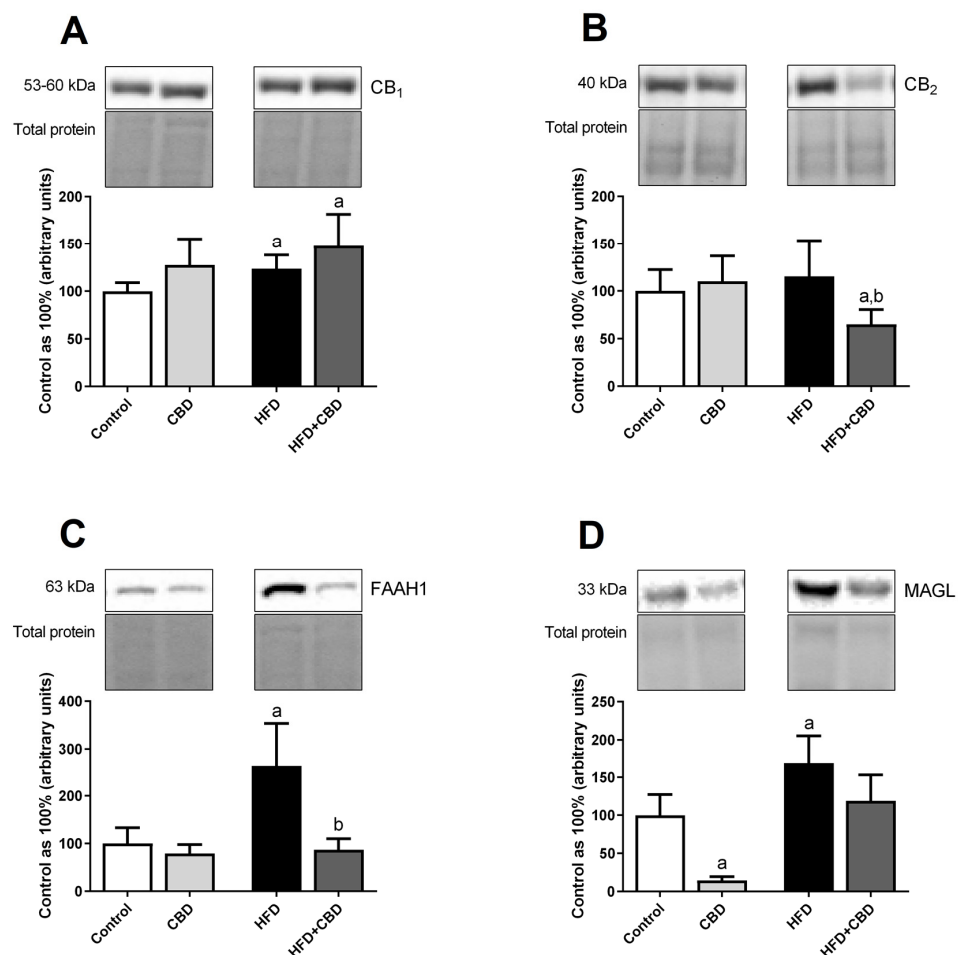 A
53-60 kDa
CB₁
Total protein
Control as 100% (arbitrary units)
200
150
100
50
0
a
a
Control
CBD
HFD
HFD+CBD
B
40 kDa
CB₂
Total protein
Control as 100% (arbitrary units)
200
150
100
50
0
a,b
Control
CBD
HFD
HFD+CBD
C
63 kDa
FAAH1
Total protein
Control as 100% (arbitrary units)
400
300
200
100
0
a
b
Control
CBD
HFD
HFD+CBD
D
33 kDa
MAGL
Total protein
Control as 100% (arbitrary units)
250
200
150
100
50
0
a
a
Control
CBD
HFD
HFD+CBD